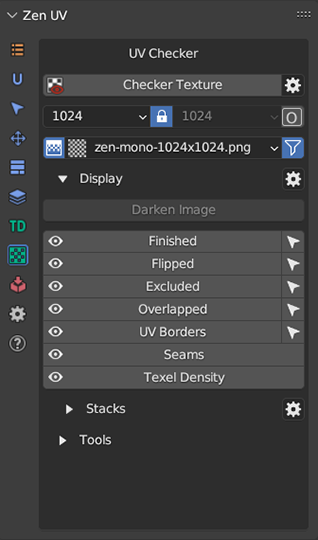 Zen UV
UV Checker
Checker Texture
1024 1024 O
zen-mono-1024x1024.png
Display
Darken Image
Finished
Flipped
Excluded
Overlapped
UV Borders
Seams
TD
Texel Density
Stacks
Tools